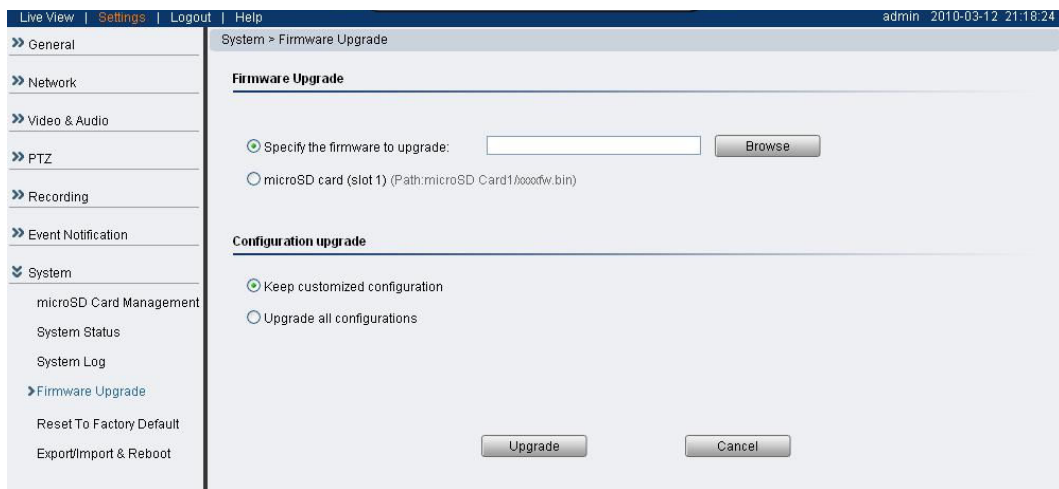 Live View | Settings | Logout | Help
admin 2010-03-12 21:18:24
General
Network
Video & Audio
PTZ
Recording
Event Notification
System
microSD Card Management
System Status
System Log
Firmware Upgrade
Reset To Factory Default
Export/Import & Reboot
System > Firmware Upgrade
Firmware Upgrade
Specify the firmware to upgrade: Browse
microSD card (slot 1) (Path:microSD Card1/xxxxfw.bin)
Configuration upgrade
Keep customized configuration
Upgrade all configurations
Upgrade Cancel